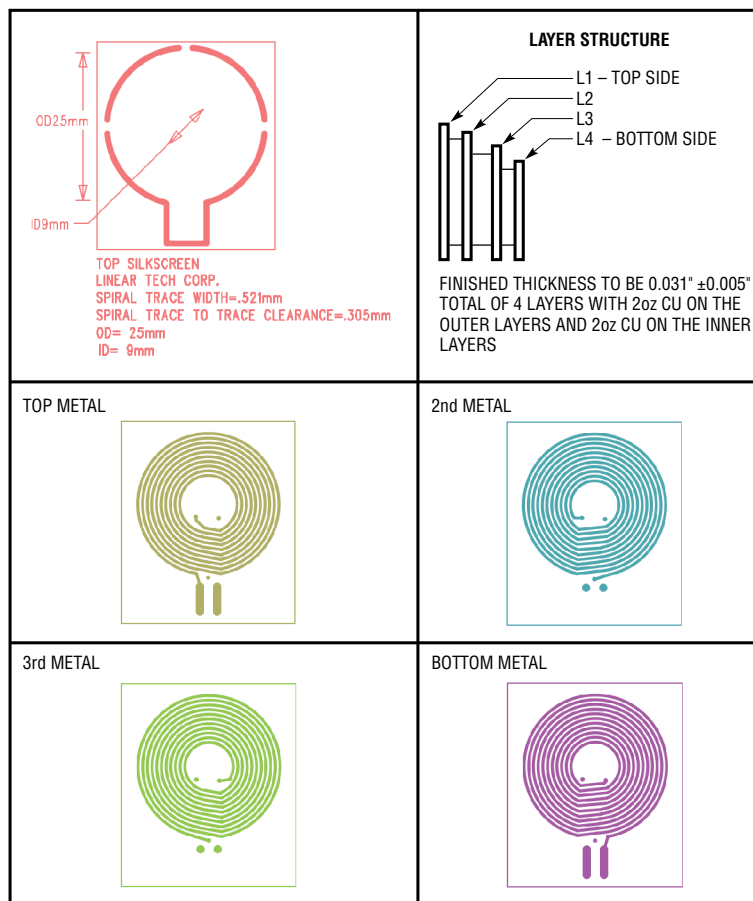 OD25mm
ID9mm
TOP SILKSCREEN
LINEAR TECH CORP.
SPIRAL TRACE WIDTH=.521mm
SPIRAL TRACE TO TRACE CLEARANCE=.305mm
OD= 25mm
ID= 9mm
LAYER STRUCTURE
L1 – TOP SIDE
L2
L3
L4 – BOTTOM SIDE
FINISHED THICKNESS TO BE 0.031" ±0.005"
TOTAL OF 4 LAYERS WITH 2oz CU ON THE
OUTER LAYERS AND 2oz CU ON THE INNER
LAYERS
TOP METAL
2nd METAL
3rd METAL
BOTTOM METAL